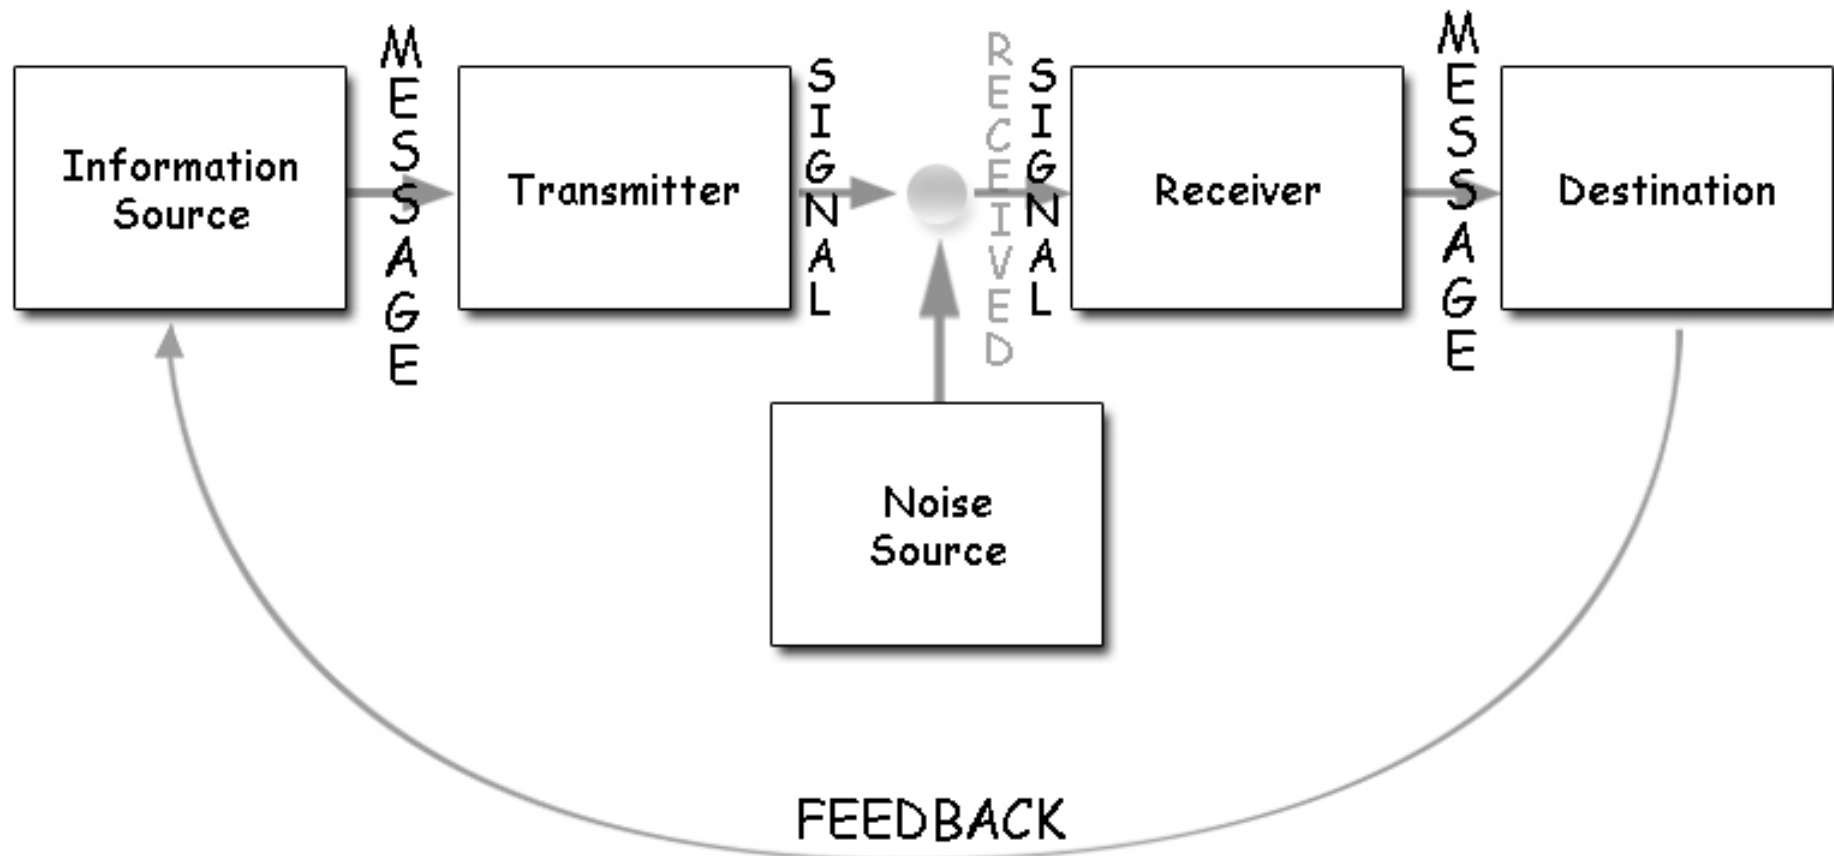 Information
Source
MESSAGE
Transmitter
SIGNAL
RECEIVED
SIGNAL
Receiver
MESSAGE
Destination
Noise
Source
FEEDBACK